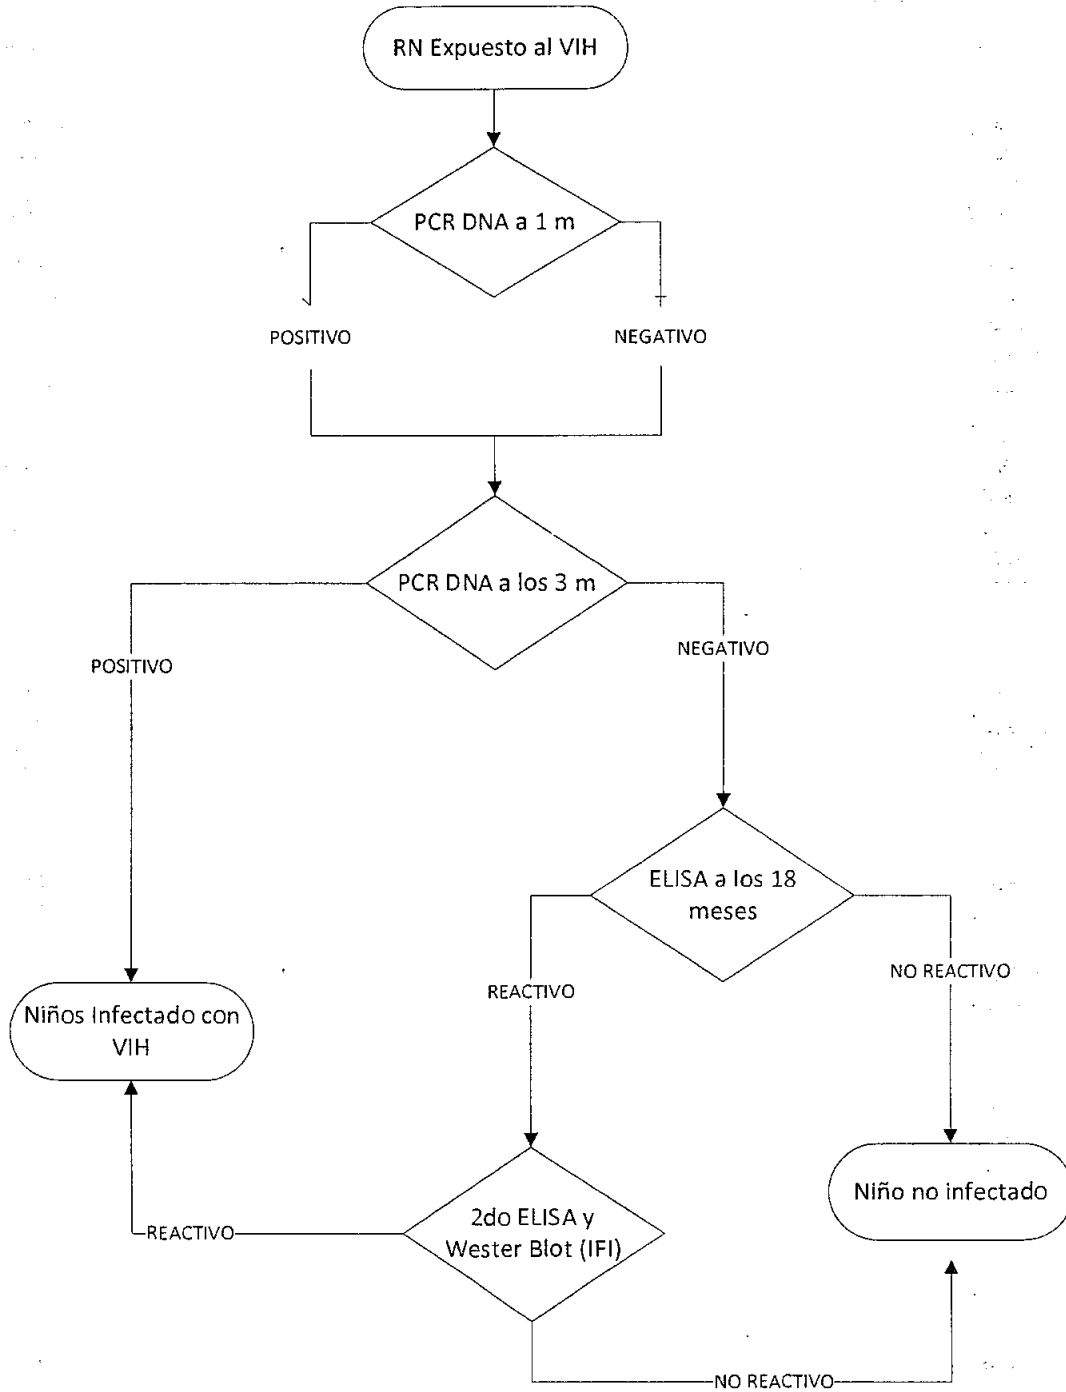 RN Expuesto al VIH
PCR DNA a 1 m
POSITIVO
NEGATIVO
PCR DNA a los 3 m
NEGATIVO
POSITIVO
ELISA a los 18
meses
NO REACTIVO
REACTIVO
Niños Infectado con
VIH
Niño no infectado
2do ELISA y
Wester Blot (IFI)
REACTIVO
NO REACTIVO